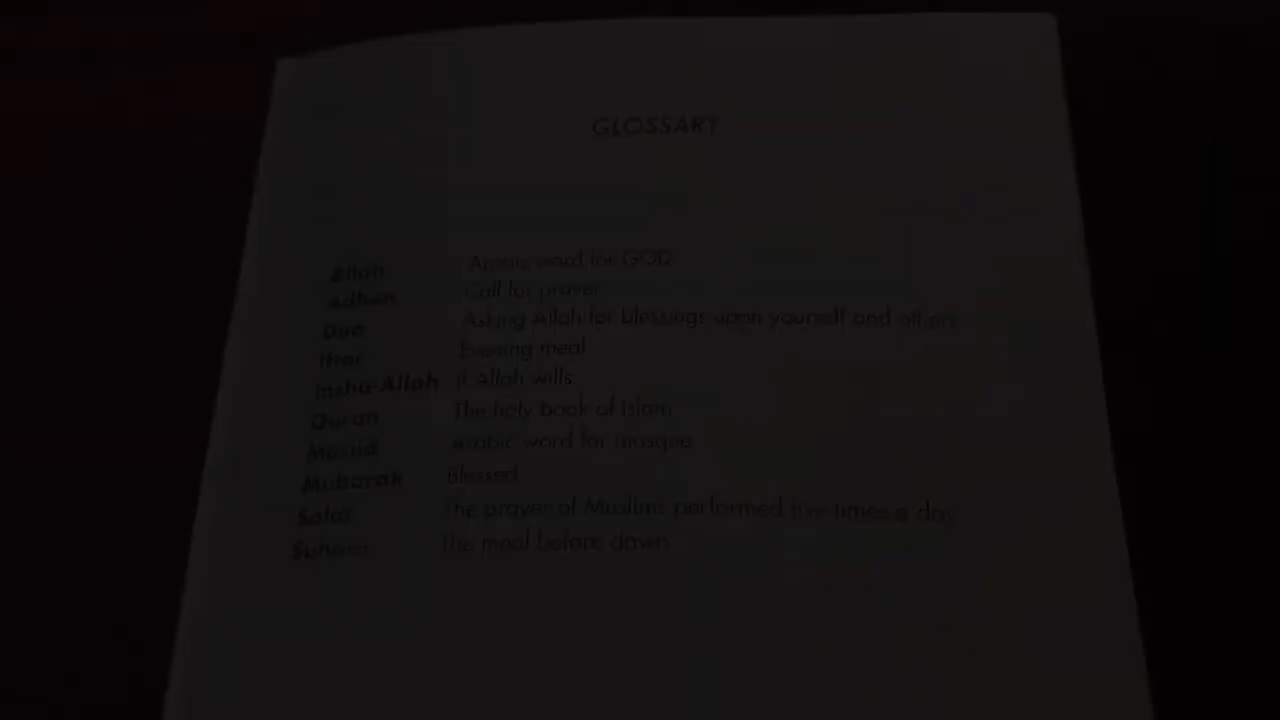 GLOSSARY
Allah Arabic word for GOD
Adhan Call for prayer
Dua Asking Allah for blessings upon yourself and others
Iftar Evening meal
Insha-Allah If Allah wills.
Quran The holy book of Islam
Masjid Arabic word for mosque
Mubarak Blessed
Salat The prayer of Muslims performed five times a day
The meal before dawn